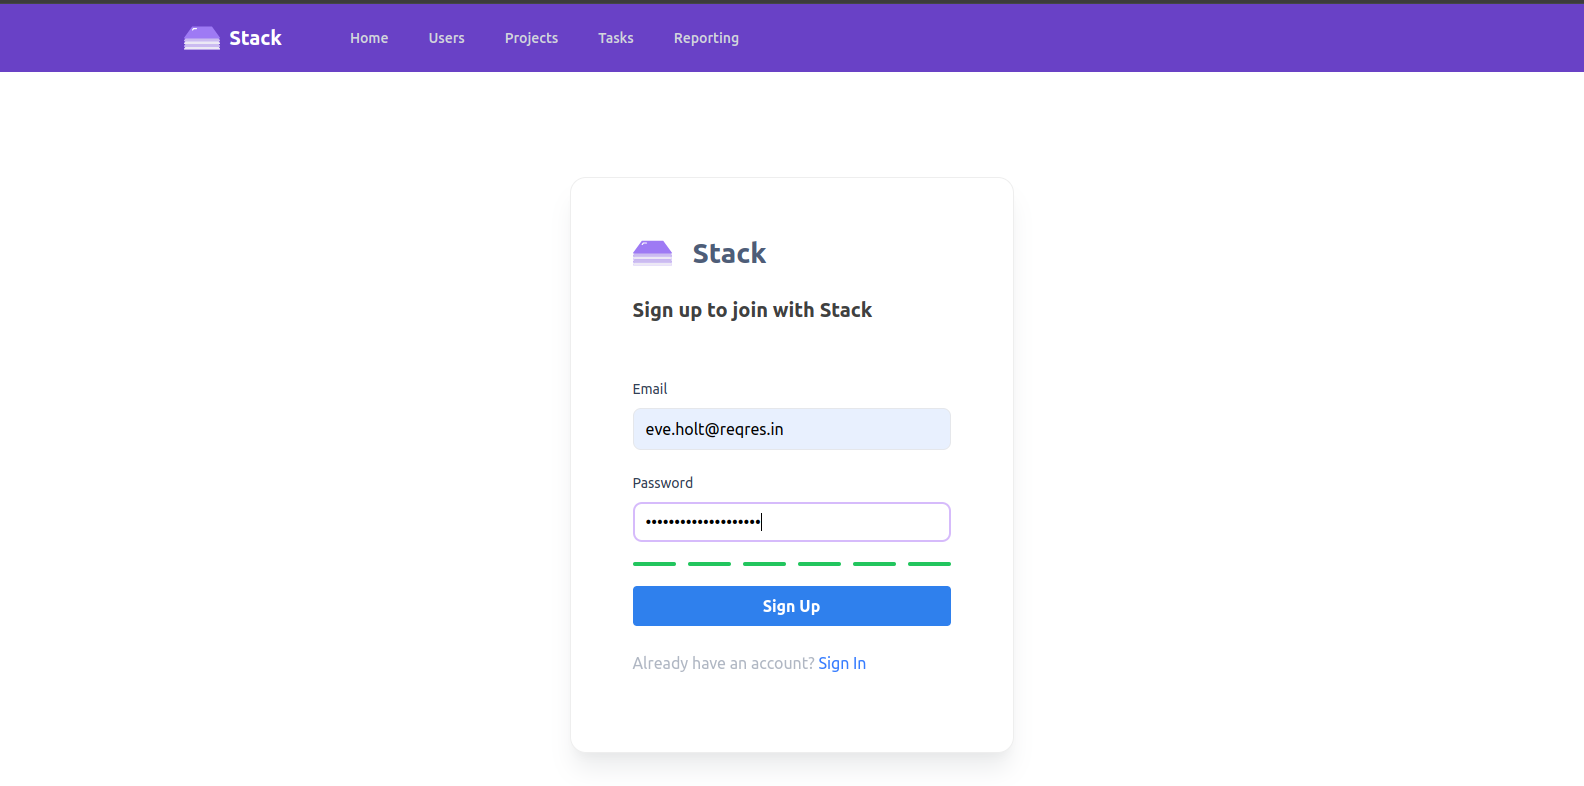 Stack Home Users Projects Tasks Reporting
Stack
Sign up to join with Stack
Email
eve.holt@reqres.in
Password
••••••••••••••••••••
Sign Up
Already have an account? Sign In